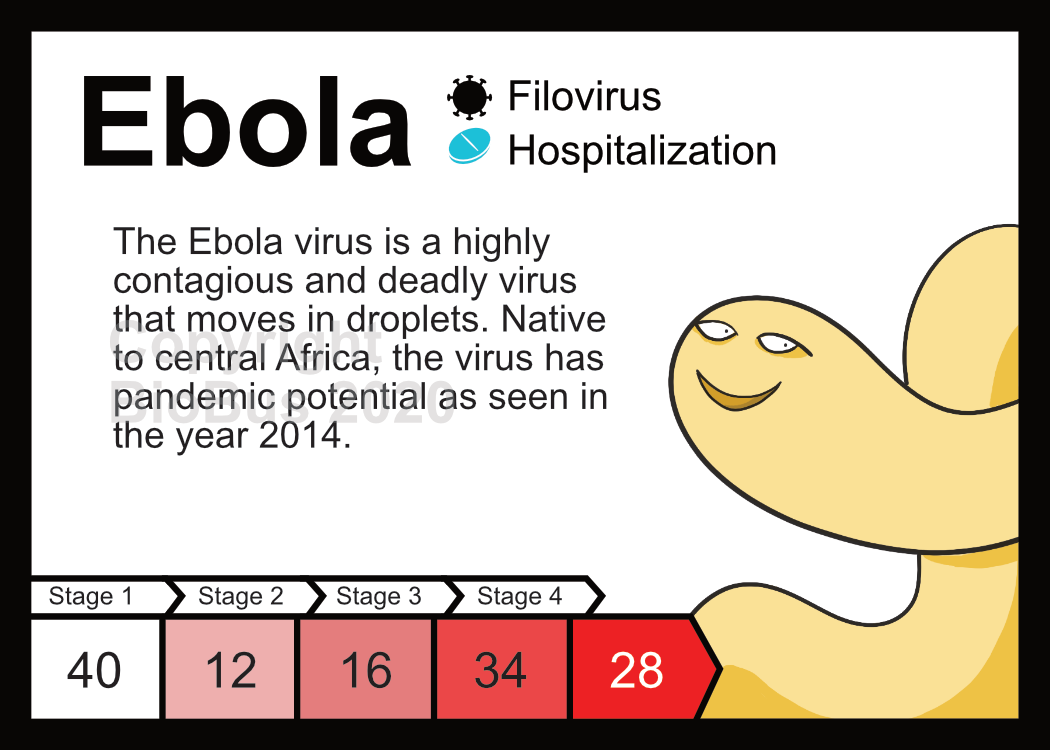 Ebola
Filovirus
Hospitalization
The Ebola virus is a highly
contagious and deadly virus
that moves in droplets. Native
to central Africa, the virus has
pandemic potential as seen in
the year 2014.
Copyright
BioBus 2020
Stage 1 Stage 2 Stage 3 Stage 4
40 12 16 34 28